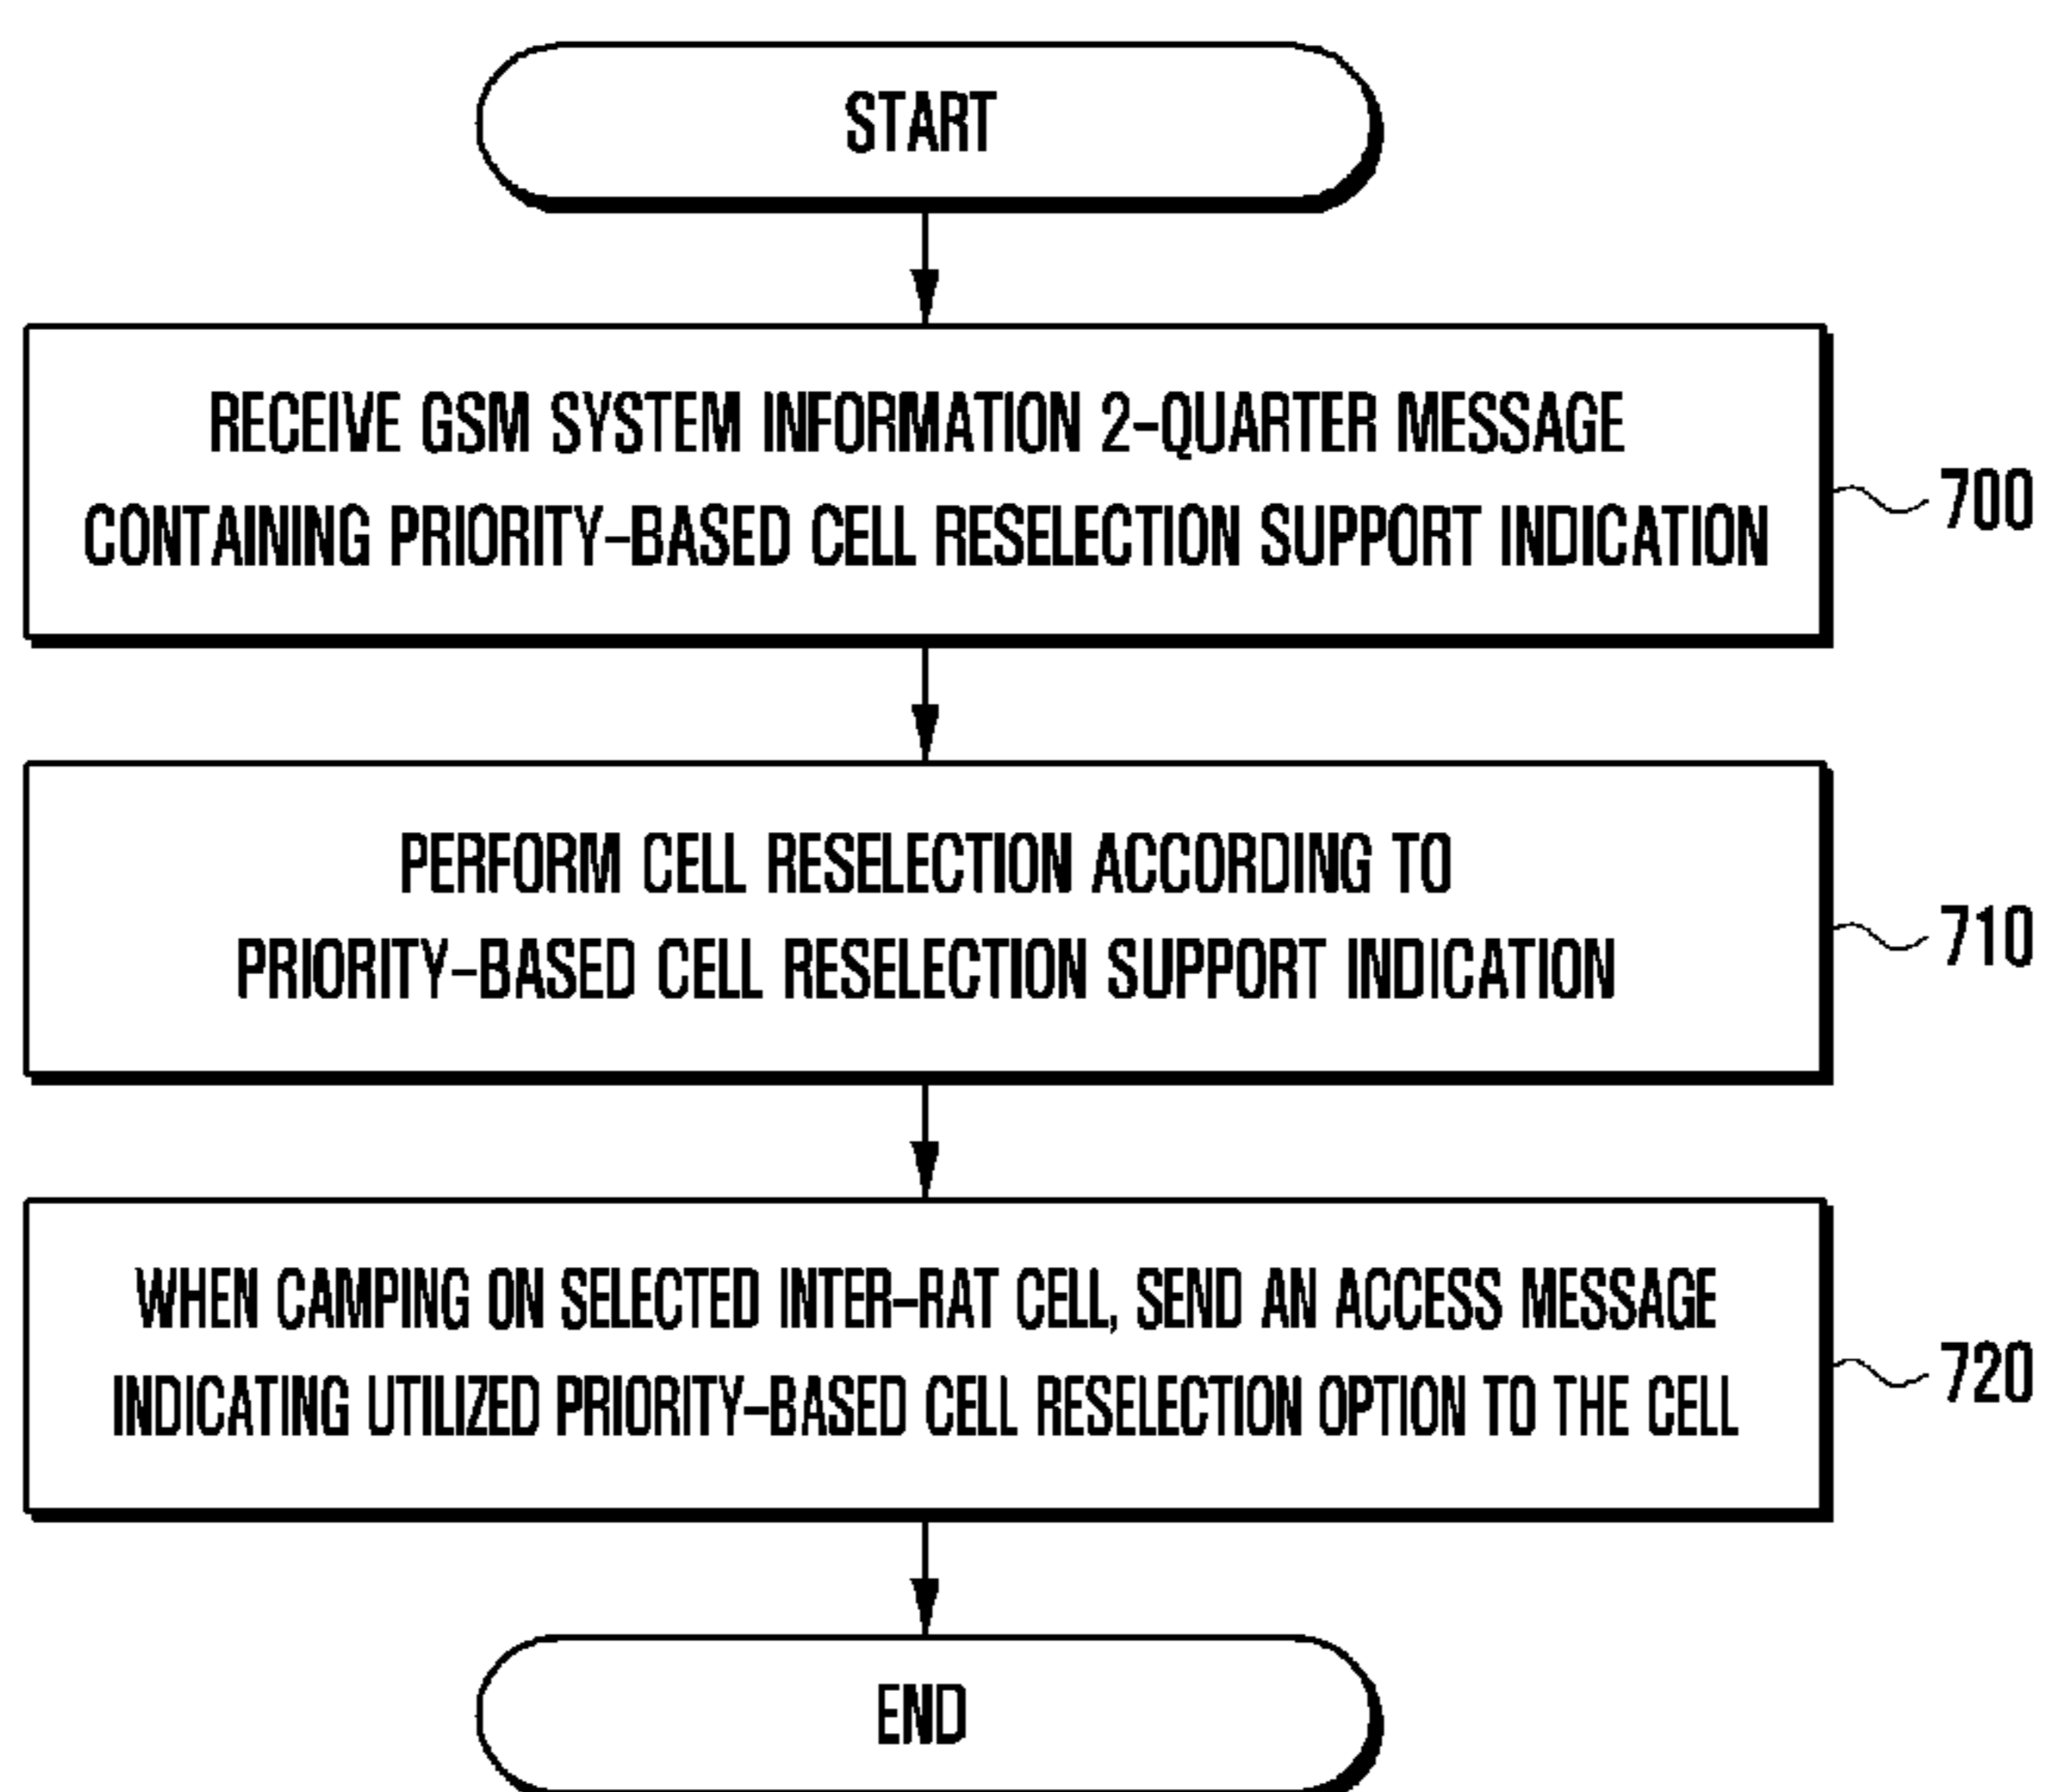 START
RECEIVE GSM SYSTEM INFORMATION 2-QUARTER MESSAGE
CONTAINING PRIORITY-BASED CELL RESELECTION SUPPORT INDICATION
700
PERFORM CELL RESELECTION ACCORDING TO
PRIORITY-BASED CELL RESELECTION SUPPORT INDICATION
710
WHEN CAMPING ON SELECTED INTER-RAT CELL, SEND AN ACCESS MESSAGE
INDICATING UTILIZED PRIORITY-BASED CELL RESELECTION OPTION TO THE CELL
720
END